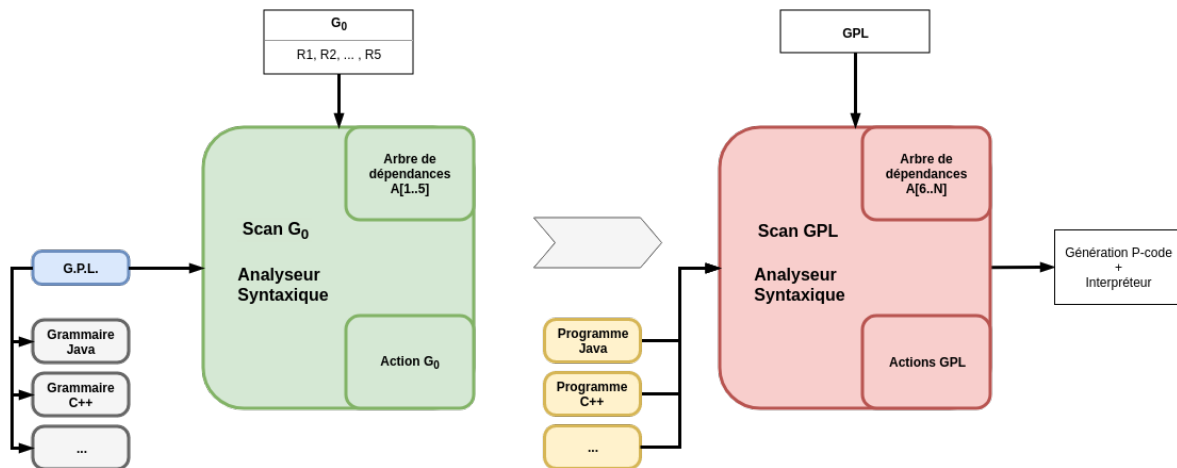 G0
R1, R2, ... , R5
Arbre de
dépendances
A[1..5]
Scan G0
Analyseur
Syntaxique
Action G0
G.P.L.
Grammaire
Java
Grammaire
C++
...
GPL
Arbre de
dépendances
A[6..N]
Scan GPL
Analyseur
Syntaxique
Actions GPL
Programme
Java
Programme
C++
...
Génération P-code
+
Interpréteur